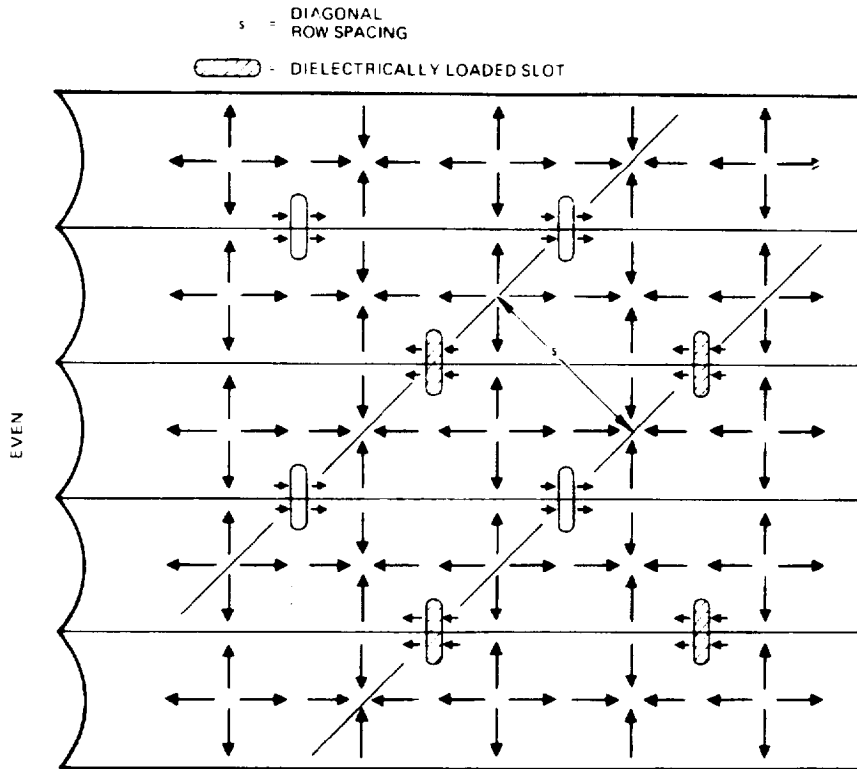 s = DIAGONAL
ROW SPACING
- DIELECTRICALLY LOADED SLOT
s
EVEN